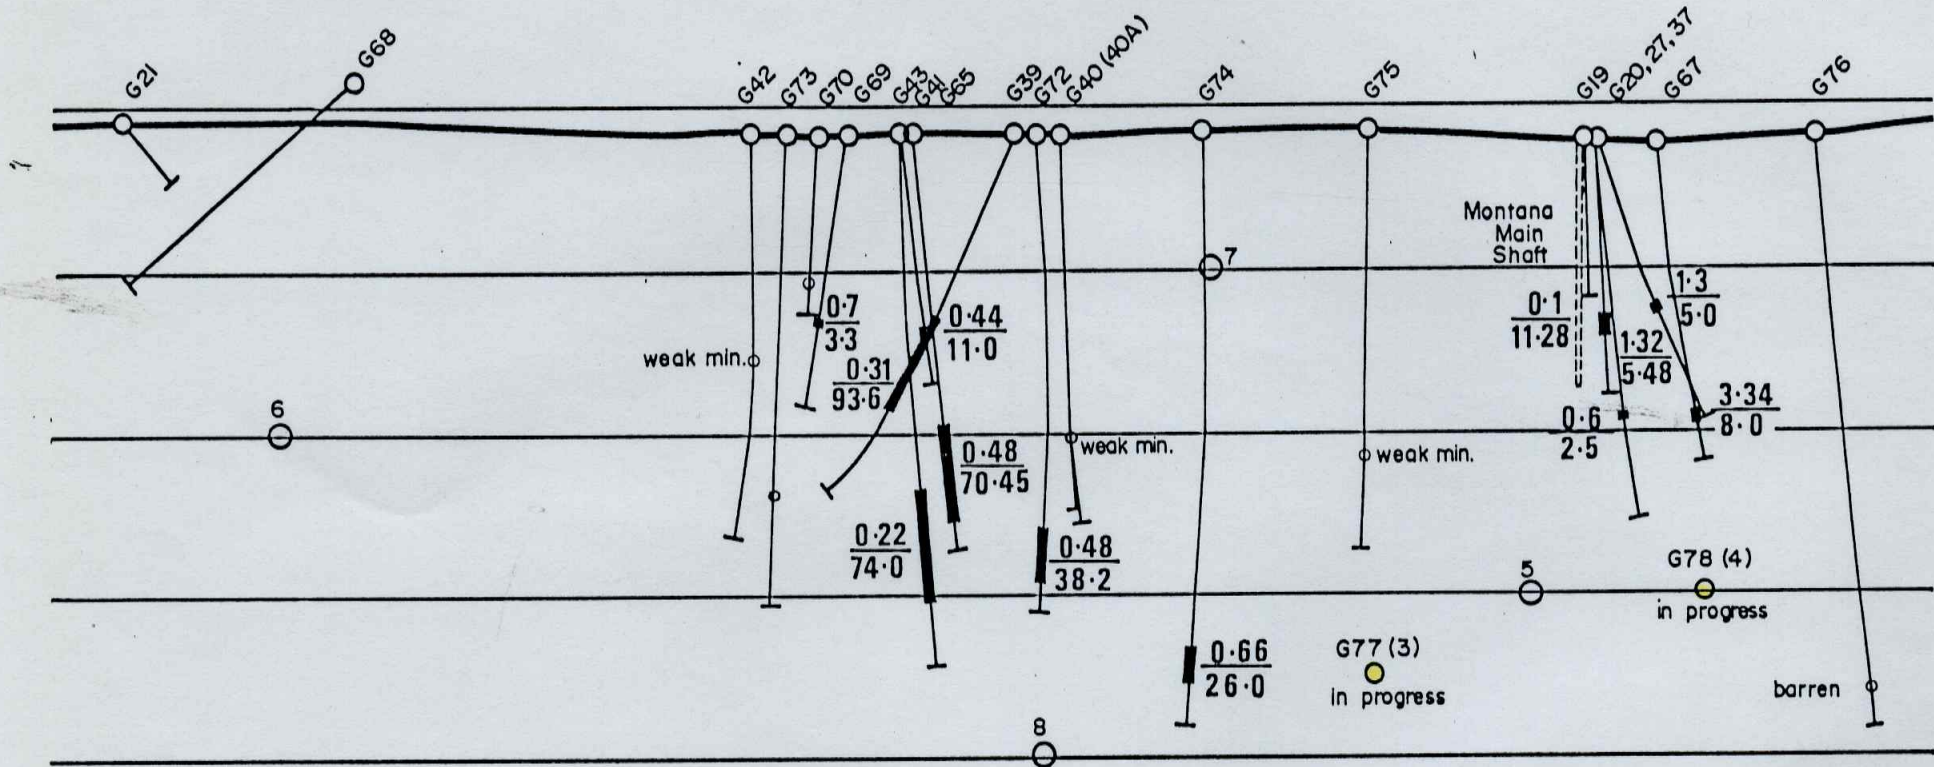 G21
G68
G42
G73
G70
G69
G43
G41
G65
G39
G72
G40 (40A)
G74
G75
G19
G20, 27, 37
G67
G76
7
Montana
Main
Shaft
0·7
3·3
0·44
11·0
0·1
11·28
1·3
5·0
weak min.
0·31
93·6
1·32
5·48
6
0·6
2·5
3·34
8·0
weak min.
weak min.
0·48
70·45
0·22
74·0
0·48
38·2
5
G78 (4)
in progress
0·66
26·0
G77 (3)
in progress
barren
8